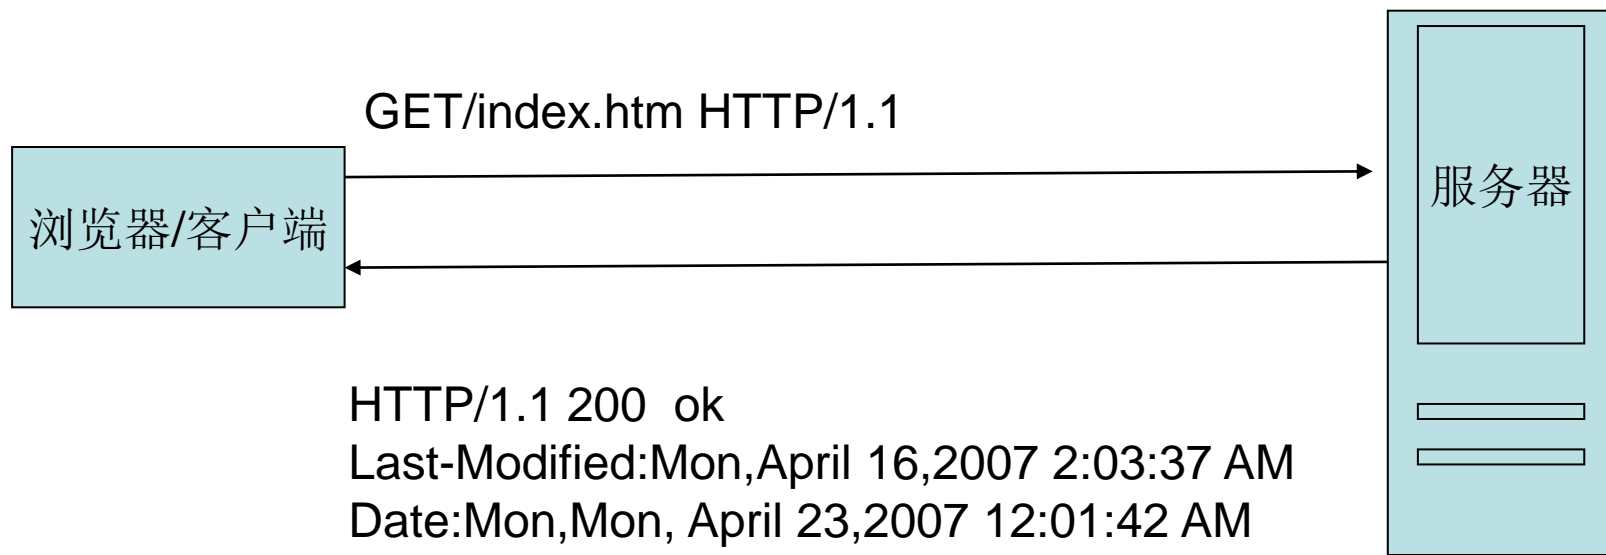 GET/index.htm HTTP/1.1
浏览器/客户端
服务器
HTTP/1.1 200  ok
Last-Modified:Mon,April 16,2007 2:03:37 AM
Date:Mon,Mon, April 23,2007 12:01:42 AM